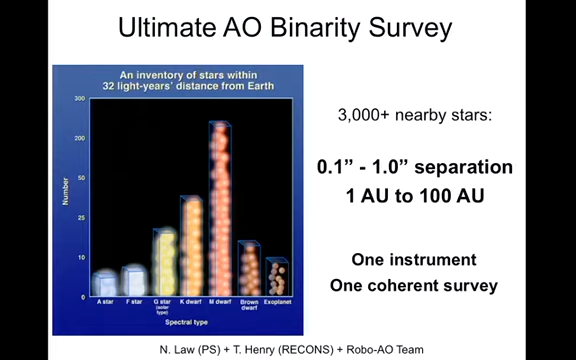 Ultimate AO Binarity Survey
An inventory of stars within
32 light-years' distance from Earth
300
200
50
25
10
0
Number
A star
F star
G star
(solar
type)
K dwarf
M dwarf
Brown
dwarf
Exoplanet
Spectral type
3,000+ nearby stars:
0.1” - 1.0” separation
1 AU to 100 AU
One instrument
One coherent survey
N. Law (PS) + T. Henry (RECONS) + Robo-AO Team